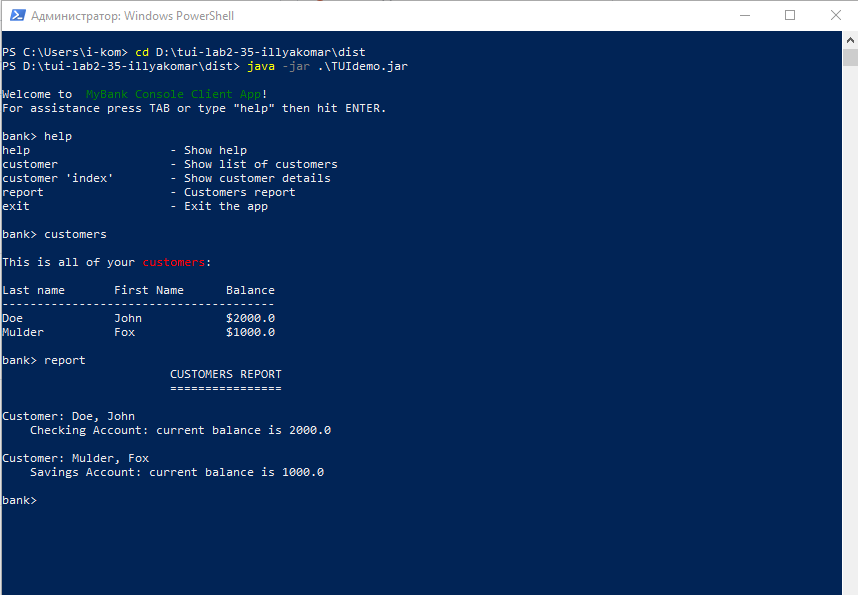 Администратор: Windows PowerShell
PS C:\Users\i-kom> cd D:\tui-lab2-35-illyakomar\dist
PS D:\tui-lab2-35-illyakomar\dist> java -jar .\TUIdemo.jar
Welcome to  MyBank Console Client App!
For assistance press TAB or type "help" then hit ENTER.
bank> help
help                    - Show help
customer                - Show list of customers
customer 'index'        - Show customer details
report                  - Customers report
exit                    - Exit the app
bank> customers
This is all of your customers:
Last name       First Name      Balance
---------------------------------------
Doe             John            $2000.0
Mulder          Fox             $1000.0
bank> report
                        CUSTOMERS REPORT
                        ================
Customer: Doe, John
    Checking Account: current balance is 2000.0
Customer: Mulder, Fox
    Savings Account: current balance is 1000.0
bank>